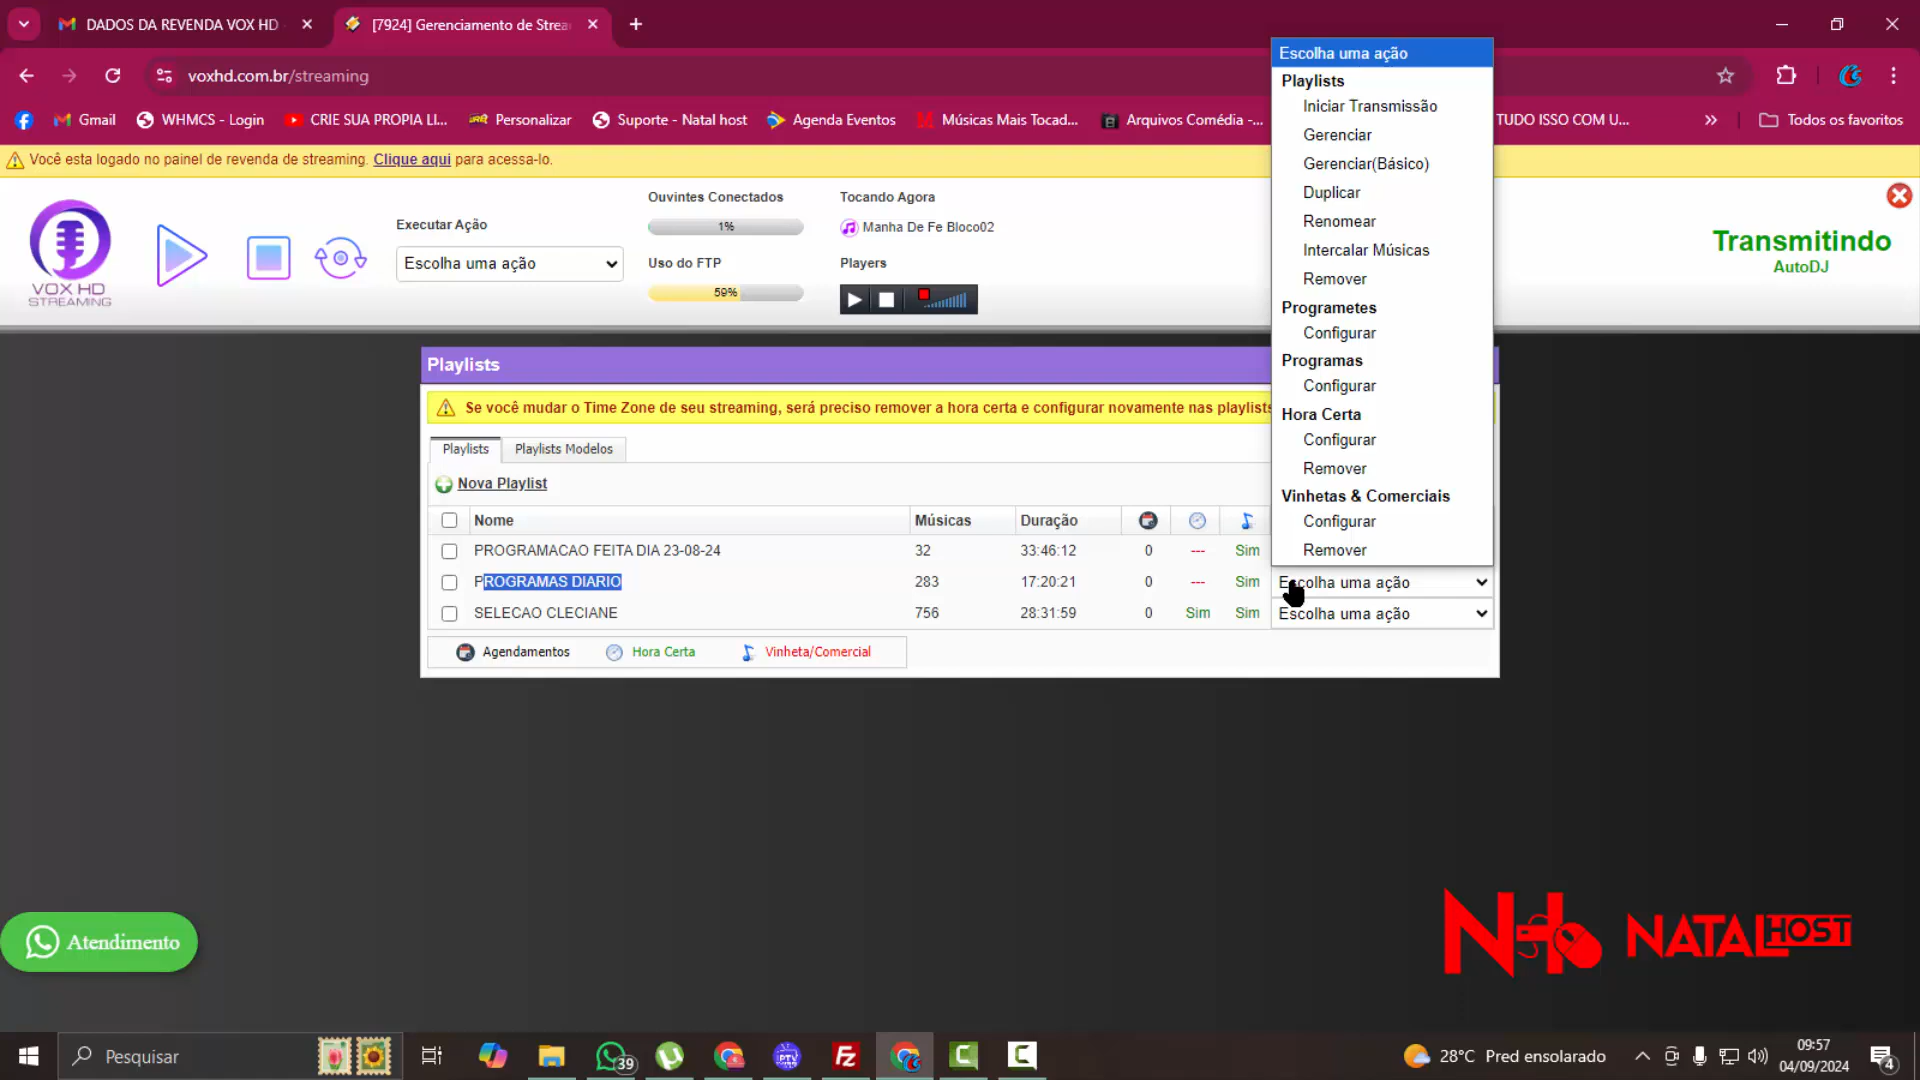 DADOS DA REVENDA VOX HD
[7924] Gerenciamento de Strea
voxhd.com.br/streaming
Gmail
WHMCS - Login
CRIE SUA PROPIA LI...
Personalizar
Suporte - Natal host
Agenda Eventos
Músicas Mais Tocad...
Arquivos Comédia -...
TUDO ISSO COM U...
Todos os favoritos
Você esta logado no painel de revenda de streaming. Clique aqui para acessa-lo.
VOX HD
STREAMING
Executar Ação
Escolha uma ação
Ouvintes Conectados
1%
Uso do FTP
59%
Tocando Agora
Manha De Fe Bloco02
Players
Transmitindo
AutoDJ
Escolha uma ação
Playlists
Iniciar Transmissão
Gerenciar
Gerenciar(Básico)
Duplicar
Renomear
Intercalar Músicas
Remover
Programetes
Configurar
Programas
Configurar
Hora Certa
Configurar
Remover
Vinhetas & Comerciais
Configurar
Remover
Playlists
Se você mudar o Time Zone de seu streaming, será preciso remover a hora certa e configurar novamente nas playlists
Playlists
Playlists Modelos
Nova Playlist
Nome Músicas Duração
PROGRAMACAO FEITA DIA 23-08-24 32 33:46:12 0 --- Sim
PROGRAMAS DIARIO 283 17:20:21 0 --- Sim Escolha uma ação
SELECAO CLECIANE 756 28:31:59 0 Sim Sim Escolha uma ação
Agendamentos Hora Certa Vinheta/Comercial
Atendimento
NH NATAL HOST
Pesquisar
39
IPTV
28°C Pred ensolarado
09:57
04/09/2024
4